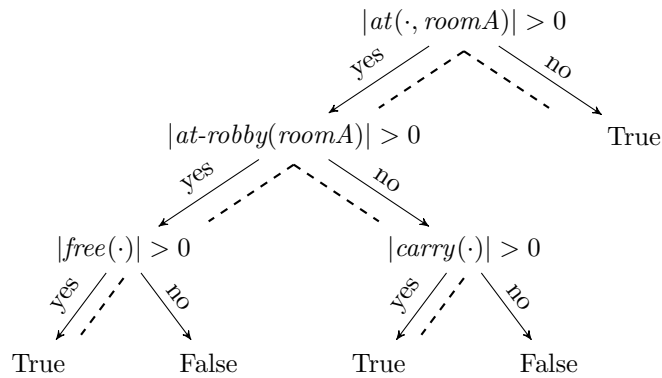 |at(·, roomA)| > 0
yes
no
|at-robby(roomA)| > 0
True
yes
no
|free(·)| > 0
|carry(·)| > 0
yes
no
yes
no
True
False
True
False